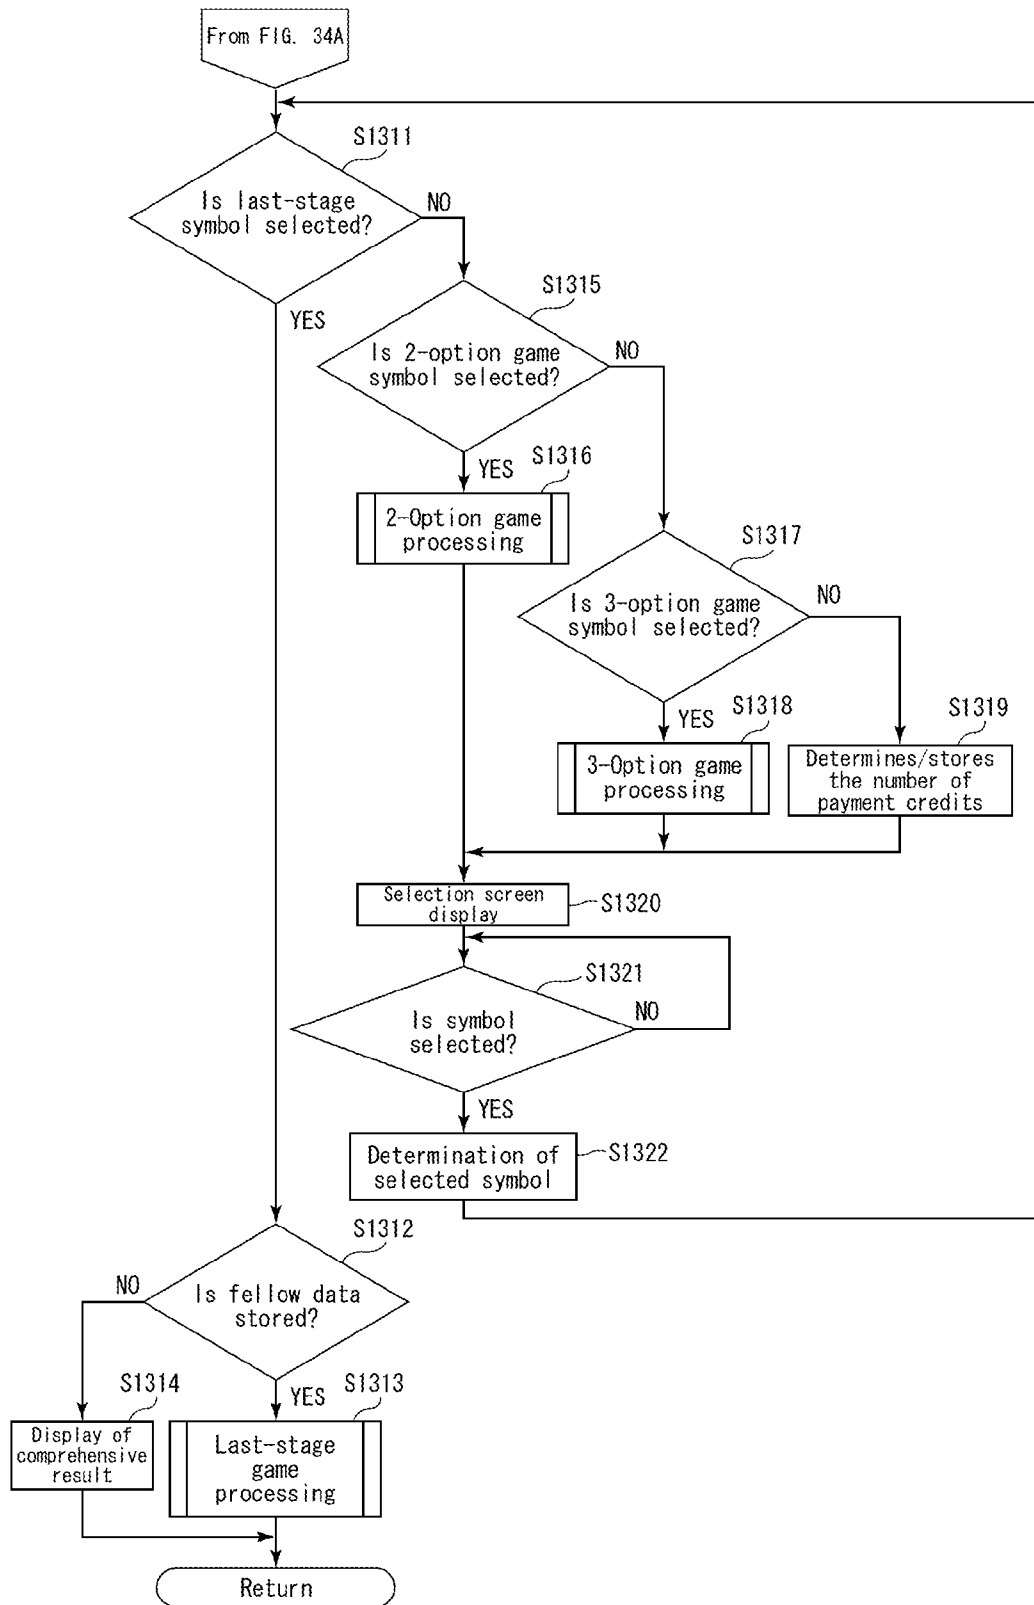 From FIG. 34A
S1311
Is last-stage
symbol selected?
NO
YES
S1315
Is 2-option game
symbol selected?
NO
YES
S1316
2-Option game
processing
S1317
Is 3-option game
symbol selected?
NO
YES
S1318
3-Option game
processing
S1319
Determines/stores
the number of
payment credits
Selection screen
display
S1320
S1321
Is symbol
selected?
NO
YES
Determination of
selected symbol
S1322
S1312
Is fellow data
stored?
NO
YES
S1314
Display of
comprehensive
result
S1313
Last-stage
game
processing
Return